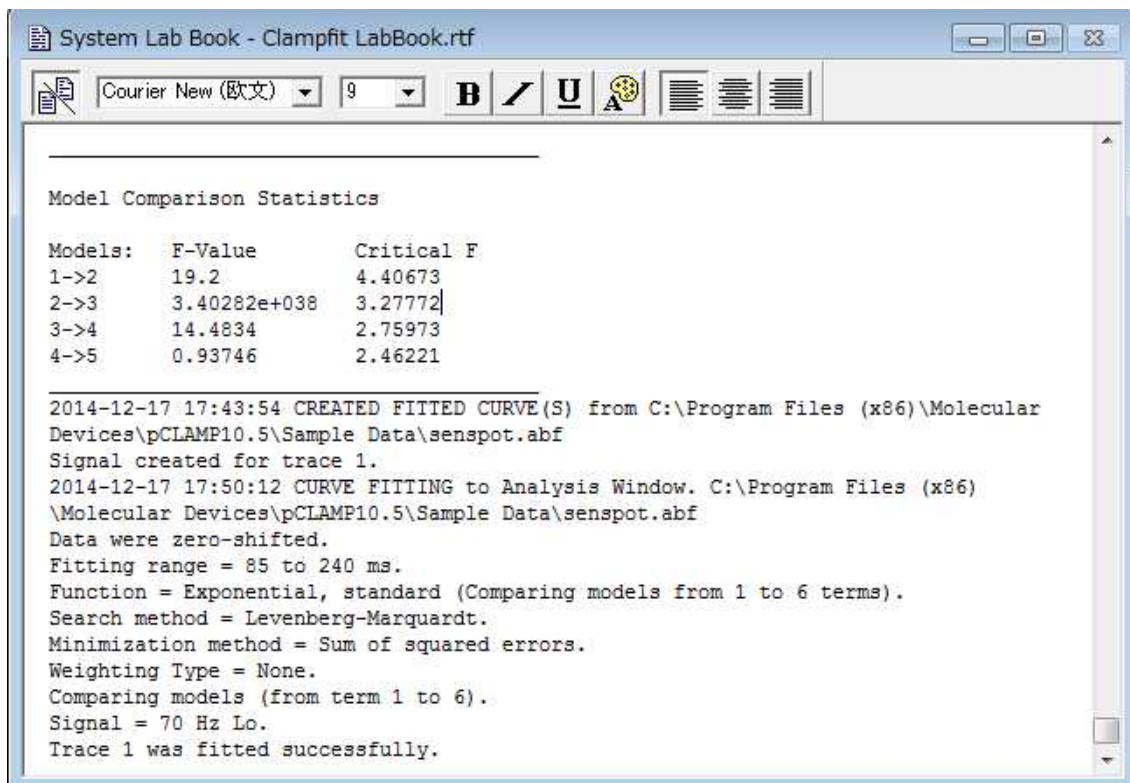 System Lab Book - Clampfit LabBook.rtf
Courier New (欧文) 9 B I U A
Model Comparison Statistics
Models: F-Value Critical F
1->2 19.2 4.40673
2->3 3.40282e+038 3.27772
3->4 14.4834 2.75973
4->5 0.93746 2.46221
2014-12-17 17:43:54 CREATED FITTED CURVE(S) from C:\Program Files (x86)\Molecular
Devices\pCLAMP10.5\Sample Data\senspot.abf
Signal created for trace 1.
2014-12-17 17:50:12 CURVE FITTING to Analysis Window. C:\Program Files (x86)
\Molecular Devices\pCLAMP10.5\Sample Data\senspot.abf
Data were zero-shifted.
Fitting range = 85 to 240 ms.
Function = Exponential, standard (Comparing models from 1 to 6 terms).
Search method = Levenberg-Marquardt.
Minimization method = Sum of squared errors.
Weighting Type = None.
Comparing models (from term 1 to 6).
Signal = 70 Hz Lo.
Trace 1 was fitted successfully.